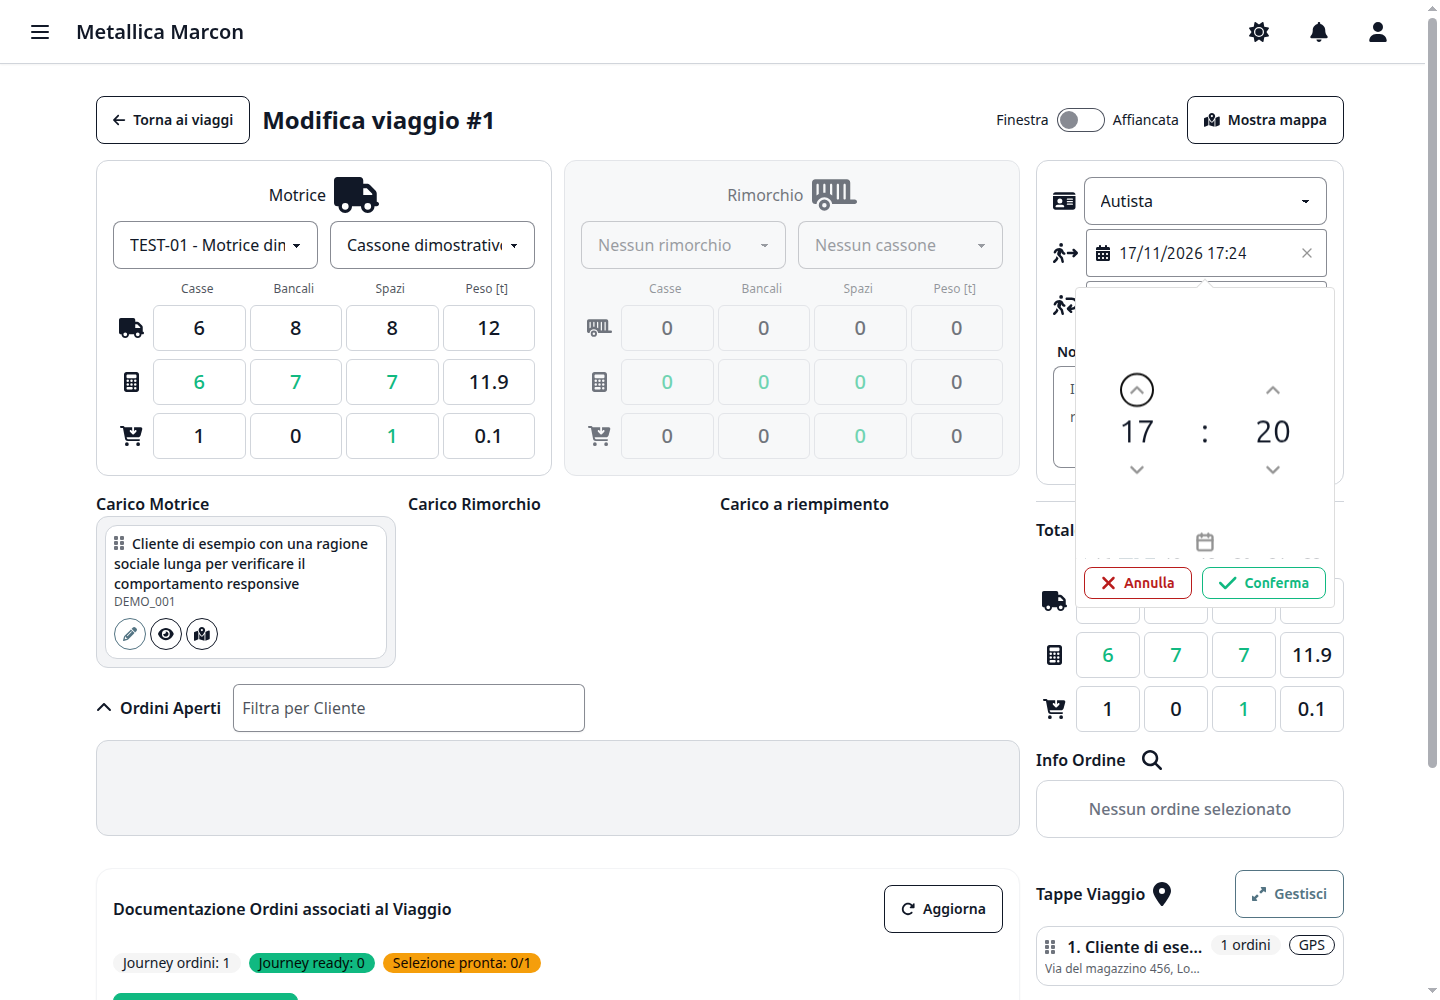 Metallica Marcon
Torna ai viaggi
Modifica viaggio #1
Finestra
Affiancata
Mostra mappa
Motrice
TEST-01 - Motrice din
Cassone dimostrativo
Casse Bancali Spazi Peso [t]
6 8 8 12
6 7 7 11.9
1 0 1 0.1
Rimorchio
Nessun rimorchio
Nessun cassone
Casse Bancali Spazi Peso [t]
0 0 0 0
0 0 0 0
0 0 0 0
Autista
17/11/2026 17:24
No
17 : 20
Annulla
Conferma
Carico Motrice
Carico Rimorchio
Carico a riempimento
Cliente di esempio con una ragione
sociale lunga per verificare il
comportamento responsive
DEMO_001
Total
6 7 7 11.9
1 0 1 0.1
Ordini Aperti
Filtra per Cliente
Info Ordine
Nessun ordine selezionato
Documentazione Ordini associati al Viaggio
Aggiorna
Journey ordini: 1
Journey ready: 0
Selezione pronta: 0/1
Tappe Viaggio
Gestisci
1. Cliente di ese...
1 ordini
GPS
Via del magazzino 456, Lo...